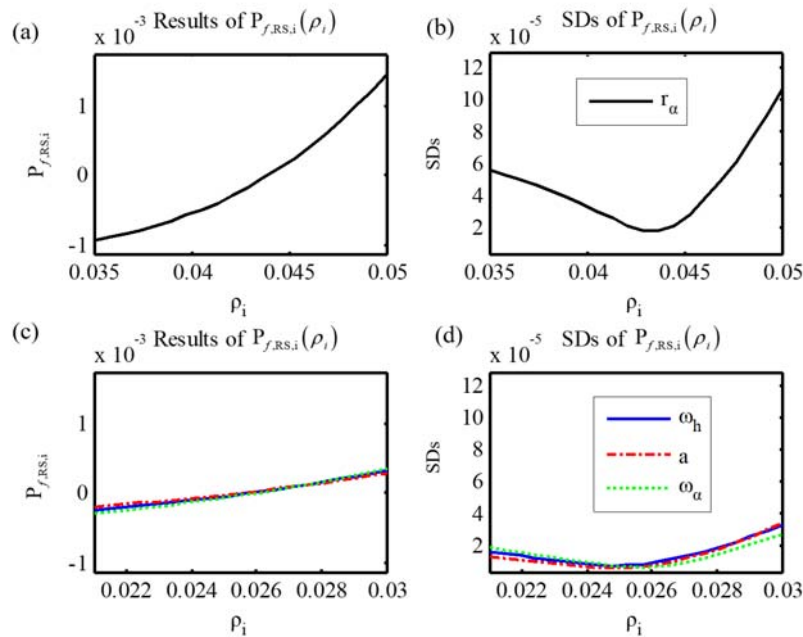 (a)
x 10⁻³ Results of P_f,RS,i(ρ_i)
P_f,RS,i
1
0
-1
0.035 0.04 0.045 0.05
ρ_i
(b)
x 10⁻⁵ SDs of P_f,RS,i(ρ_i)
SDs
12
10
8
6
4
2
r_α
0.035 0.04 0.045 0.05
ρ_i
(c)
x 10⁻³ Results of P_f,RS,i(ρ_i)
P_f,RS,i
1
0
-1
0.022 0.024 0.026 0.028 0.03
ρ_i
(d)
x 10⁻⁵ SDs of P_f,RS,i(ρ_i)
SDs
12
10
8
6
4
2
ω_h
a
ω_α
0.022 0.024 0.026 0.028 0.03
ρ_i